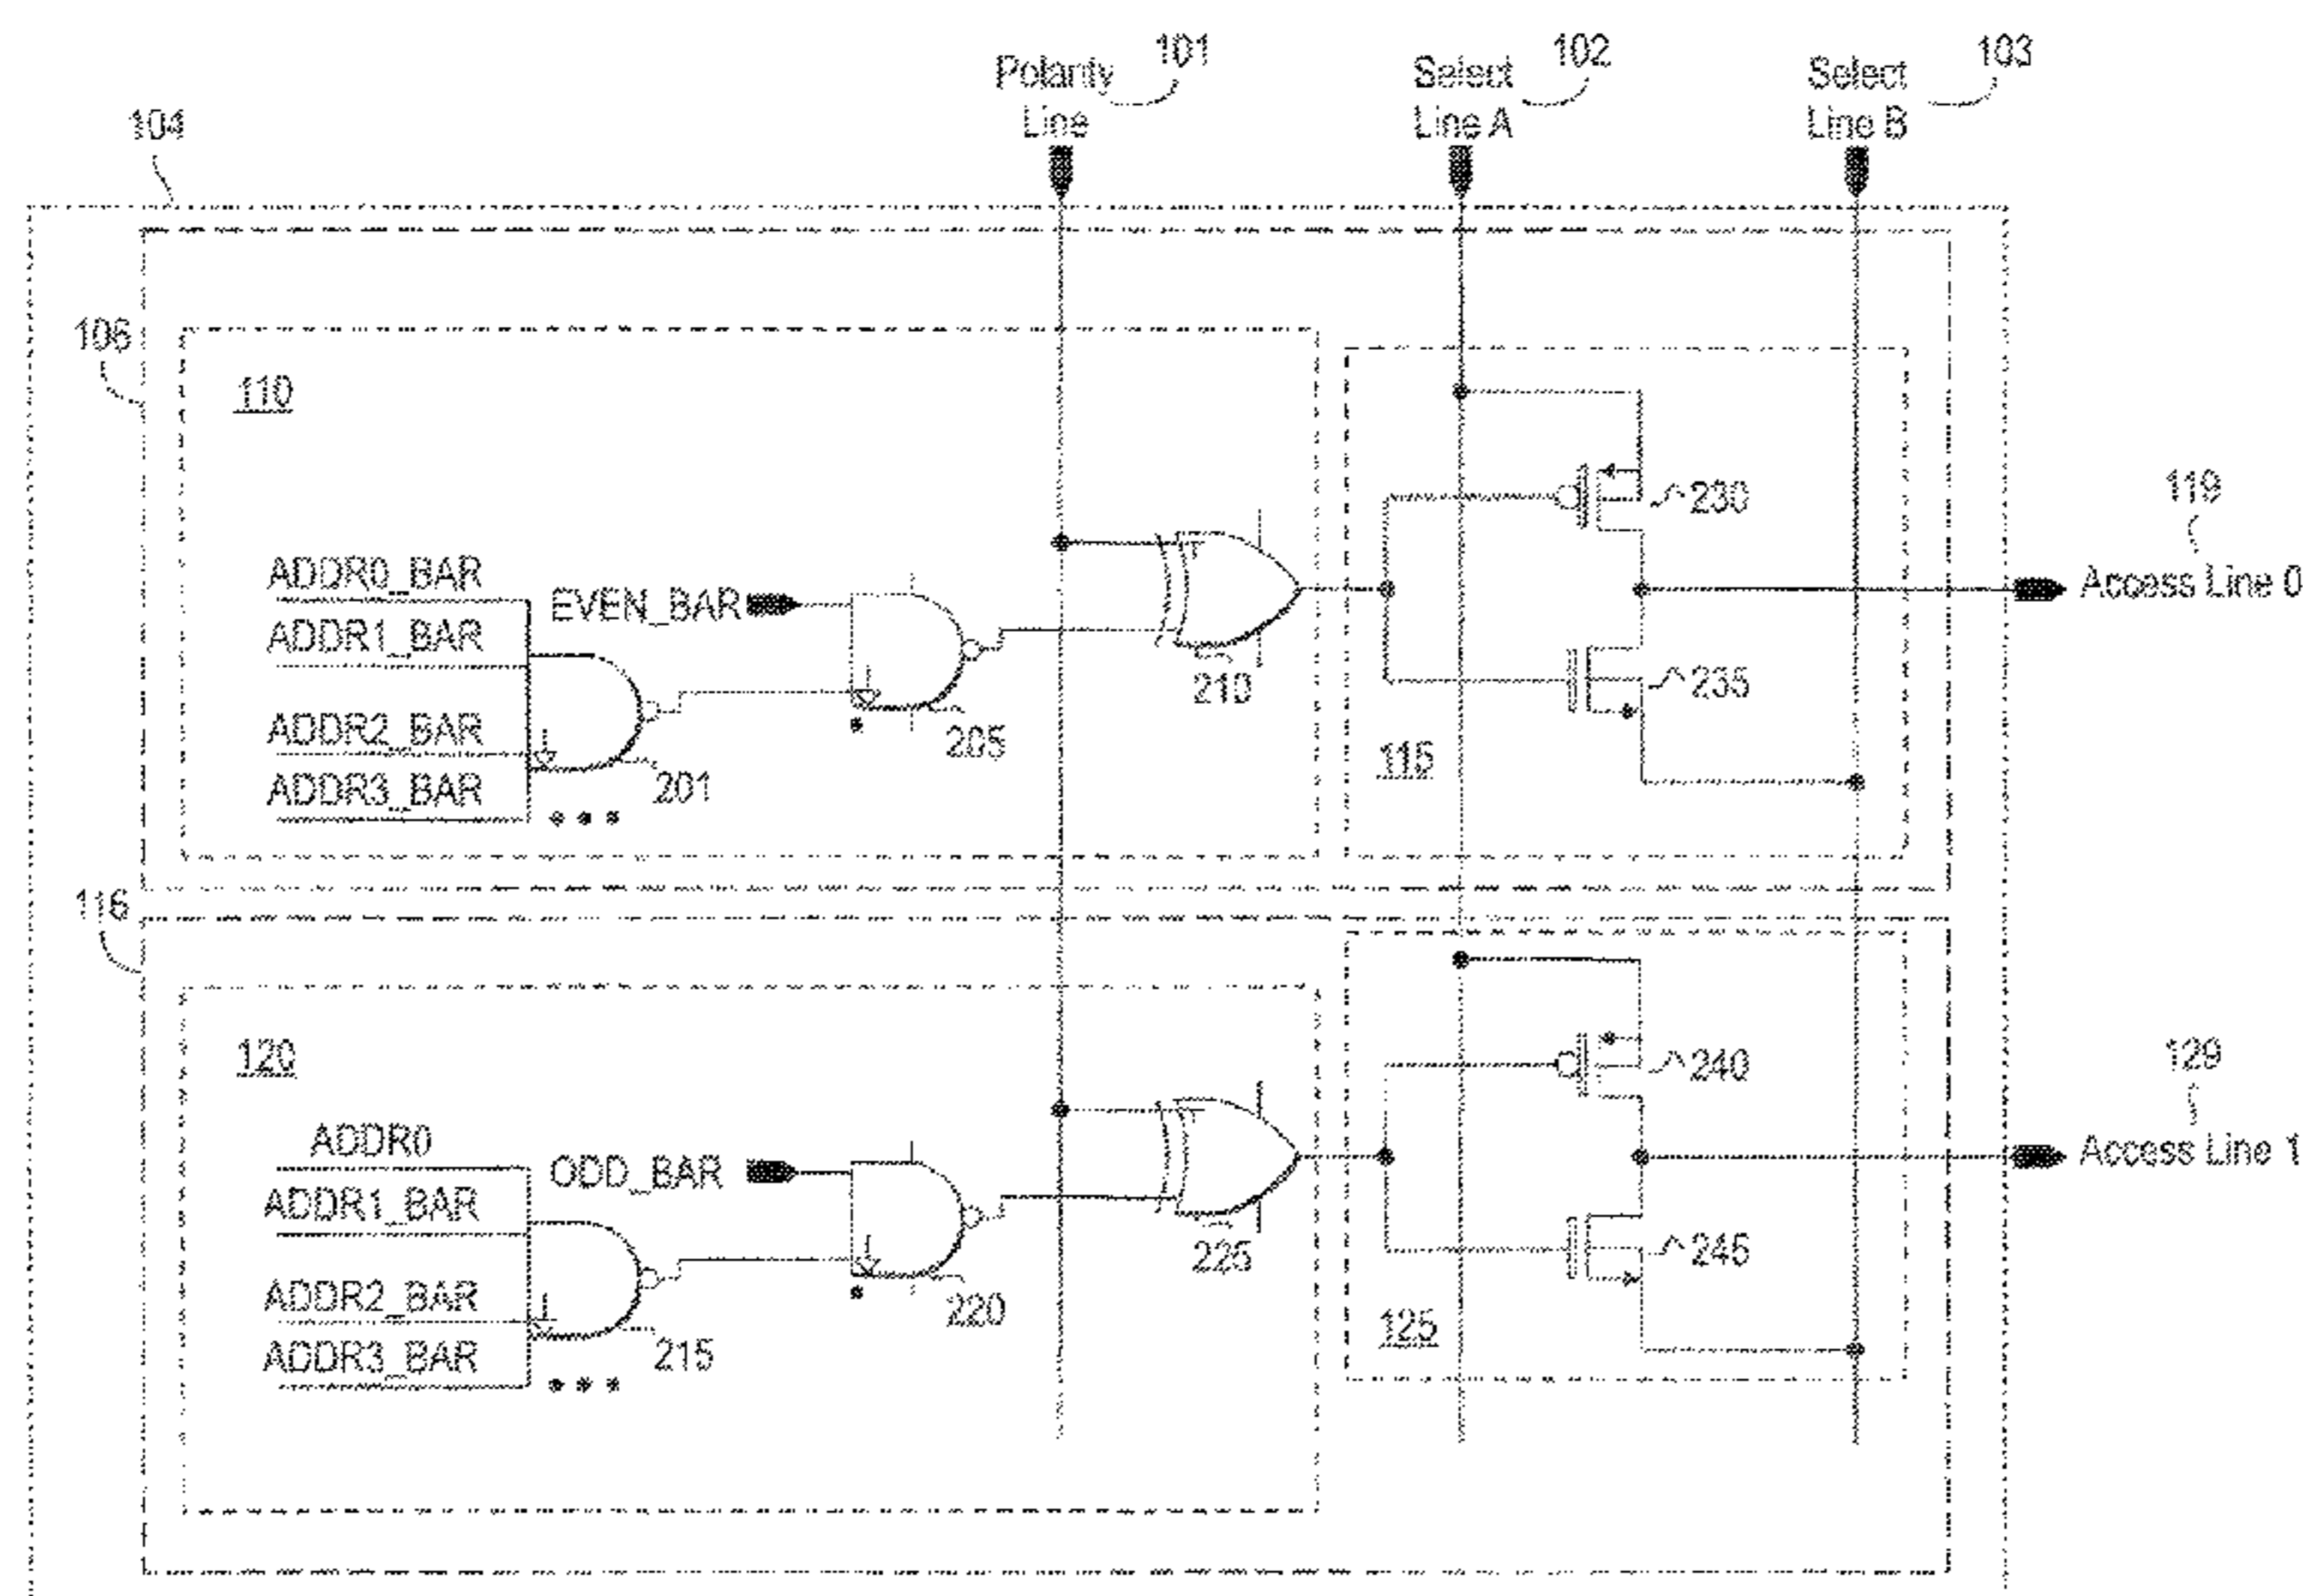 101
102
103
Polarity
Line
Select
Line A
Select
Line B
104
106
110
ADDR0_BAR
ADDR1_BAR
ADDR2_BAR
ADDR3_BAR
201
EVEN_BAR
205
210
230
235
115
119
Access Line 0
116
120
ADDR0
ADDR1_BAR
ADDR2_BAR
ADDR3_BAR
215
ODD_BAR
220
225
240
245
125
129
Access Line 1